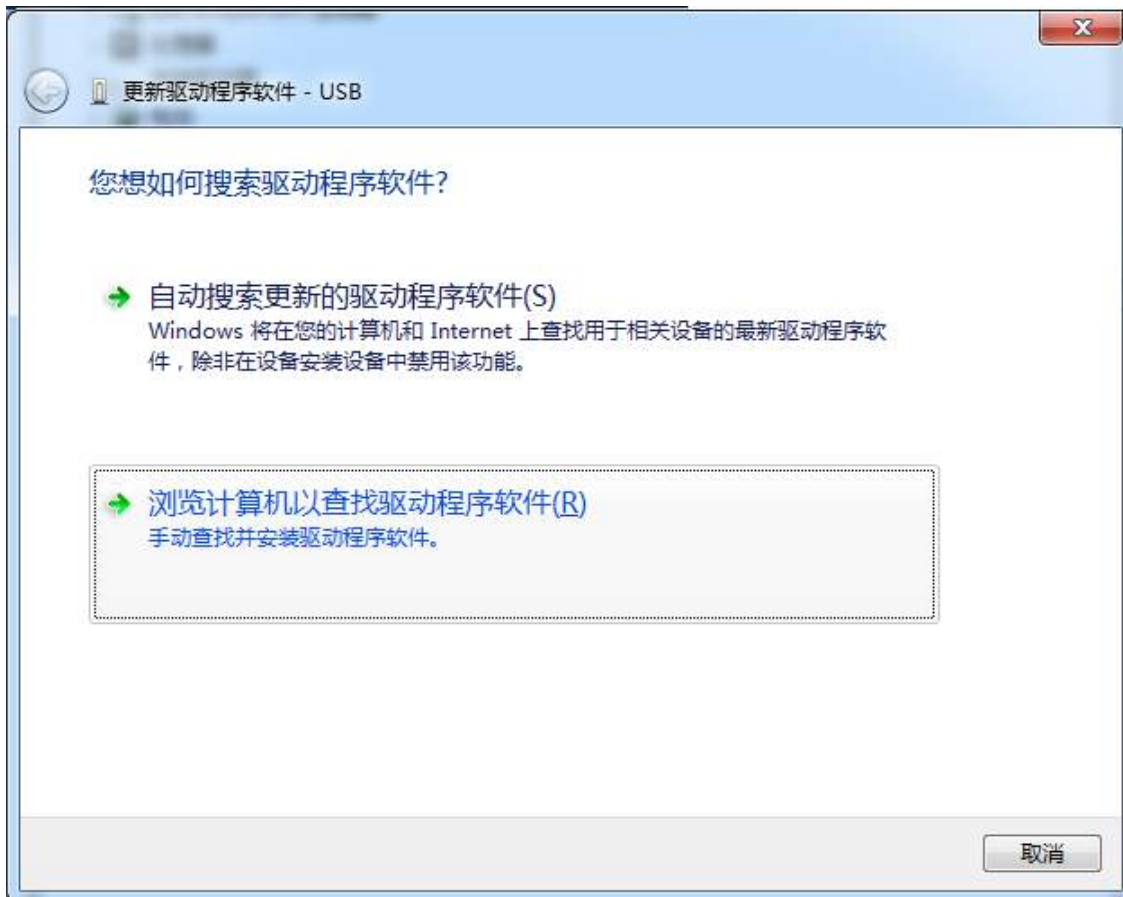 更新驱动程序软件 - USB
您想如何搜索驱动程序软件?
自动搜索更新的驱动程序软件(S)
Windows 将在您的计算机和 Internet 上查找用于相关设备的最新驱动程序软
件，除非在设备安装设备中禁用该功能。
浏览计算机以查找驱动程序软件(R)
手动查找并安装驱动程序软件。
取消